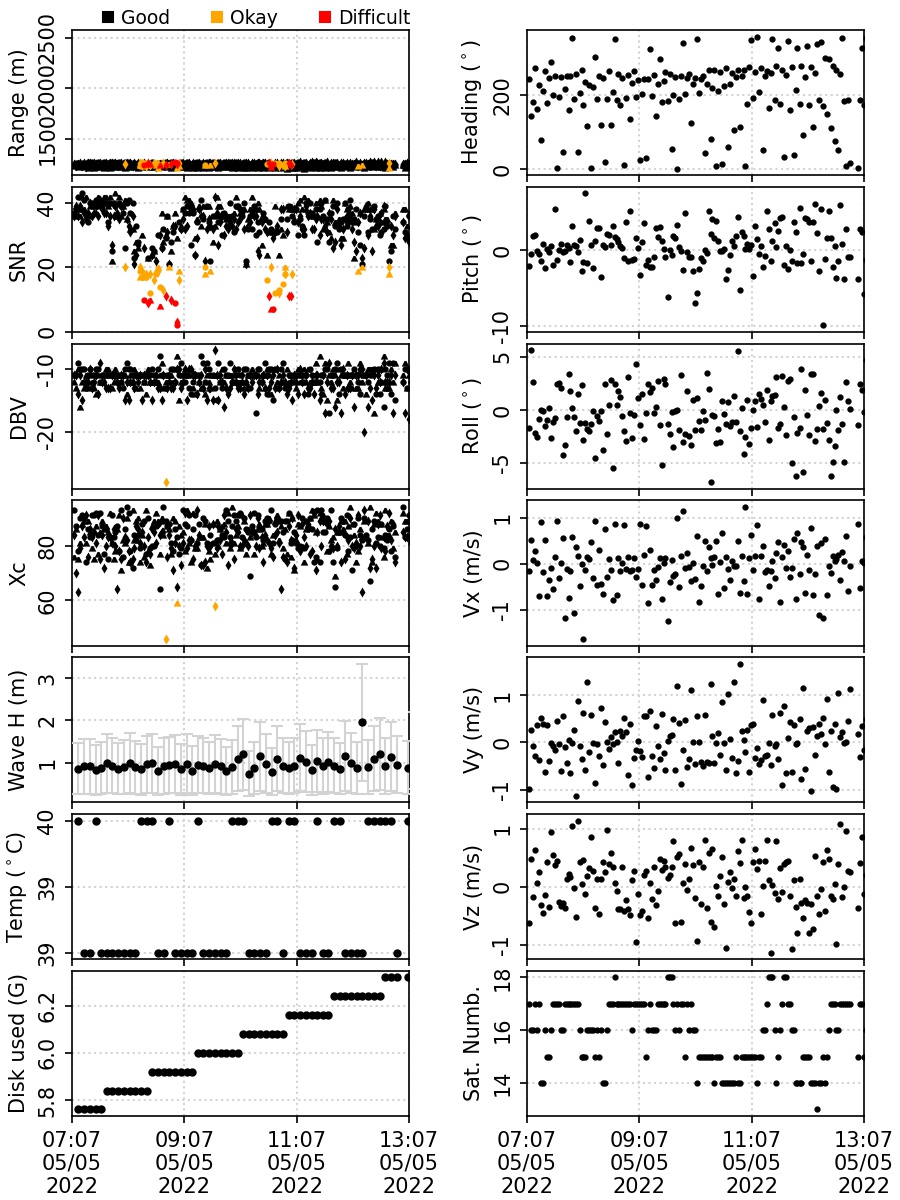 Good Okay Difficult
Range (m)
1500
2000
2500
SNR
0
20
40
DBV
-20
-10
Xc
60
80
Wave H (m)
1
2
3
Temp (°C)
39
39
40
Disk used (G)
5.8
6.0
6.2
07:07 09:07 11:07 13:07
05/05 05/05 05/05 05/05
2022 2022 2022 2022
Heading (°)
0
200
Pitch (°)
-10
0
Roll (°)
-5
0
5
Vx (m/s)
-1
0
1
Vy (m/s)
-1
0
1
Vz (m/s)
-1
0
1
Sat. Numb.
14
16
18
07:07 09:07 11:07 13:07
05/05 05/05 05/05 05/05
2022 2022 2022 2022